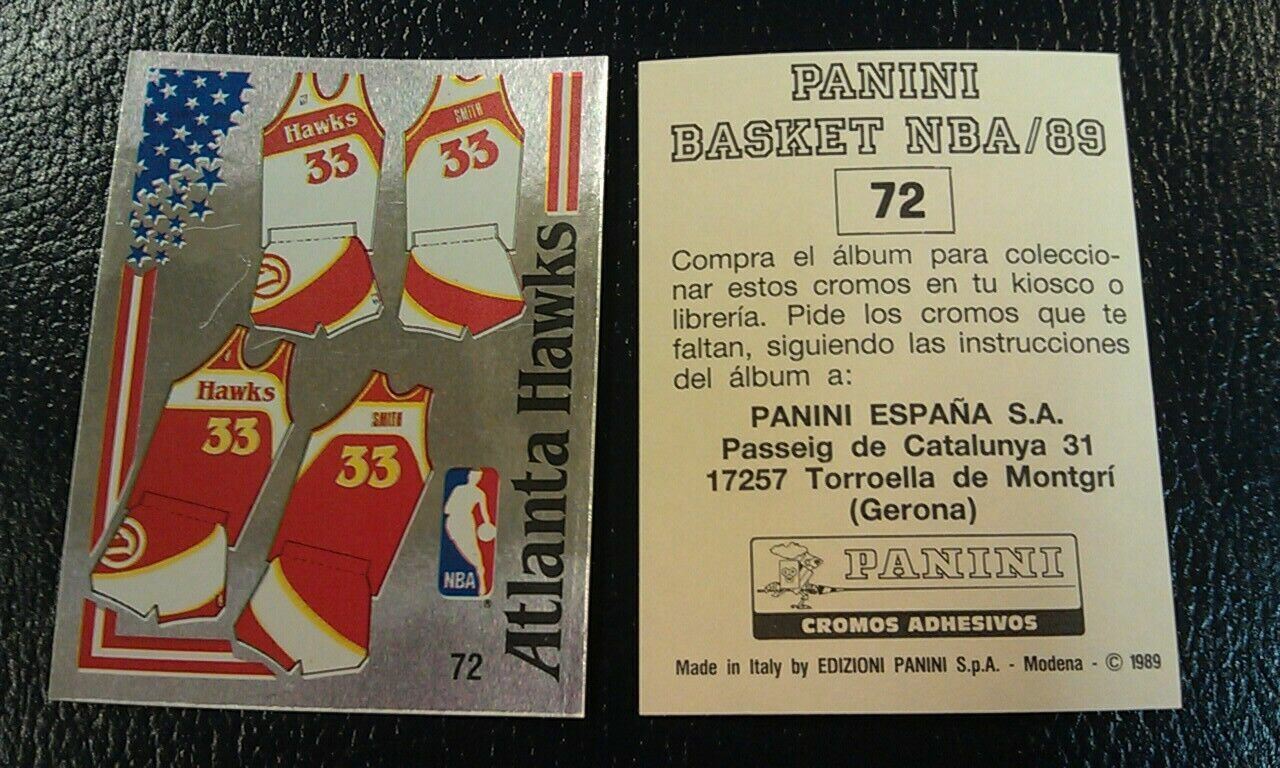 Hawks
33
SMITH
33
Hawks
33
SMITH
33
NBA
®
Atlanta Hawks
72
PANINI
BASKET NBA/89
72
Compra el álbum para coleccio-
nar estos cromos en tu kiosco o
librería. Pide los cromos que te
faltan, siguiendo las instrucciones
del álbum a:
PANINI ESPAÑA S.A.
Passeig de Catalunya 31
17257 Torroella de Montgrí
(Gerona)
PANINI
CROMOS ADHESIVOS
Made in Italy by EDIZIONI PANINI S.p.A. - Modena - © 1989